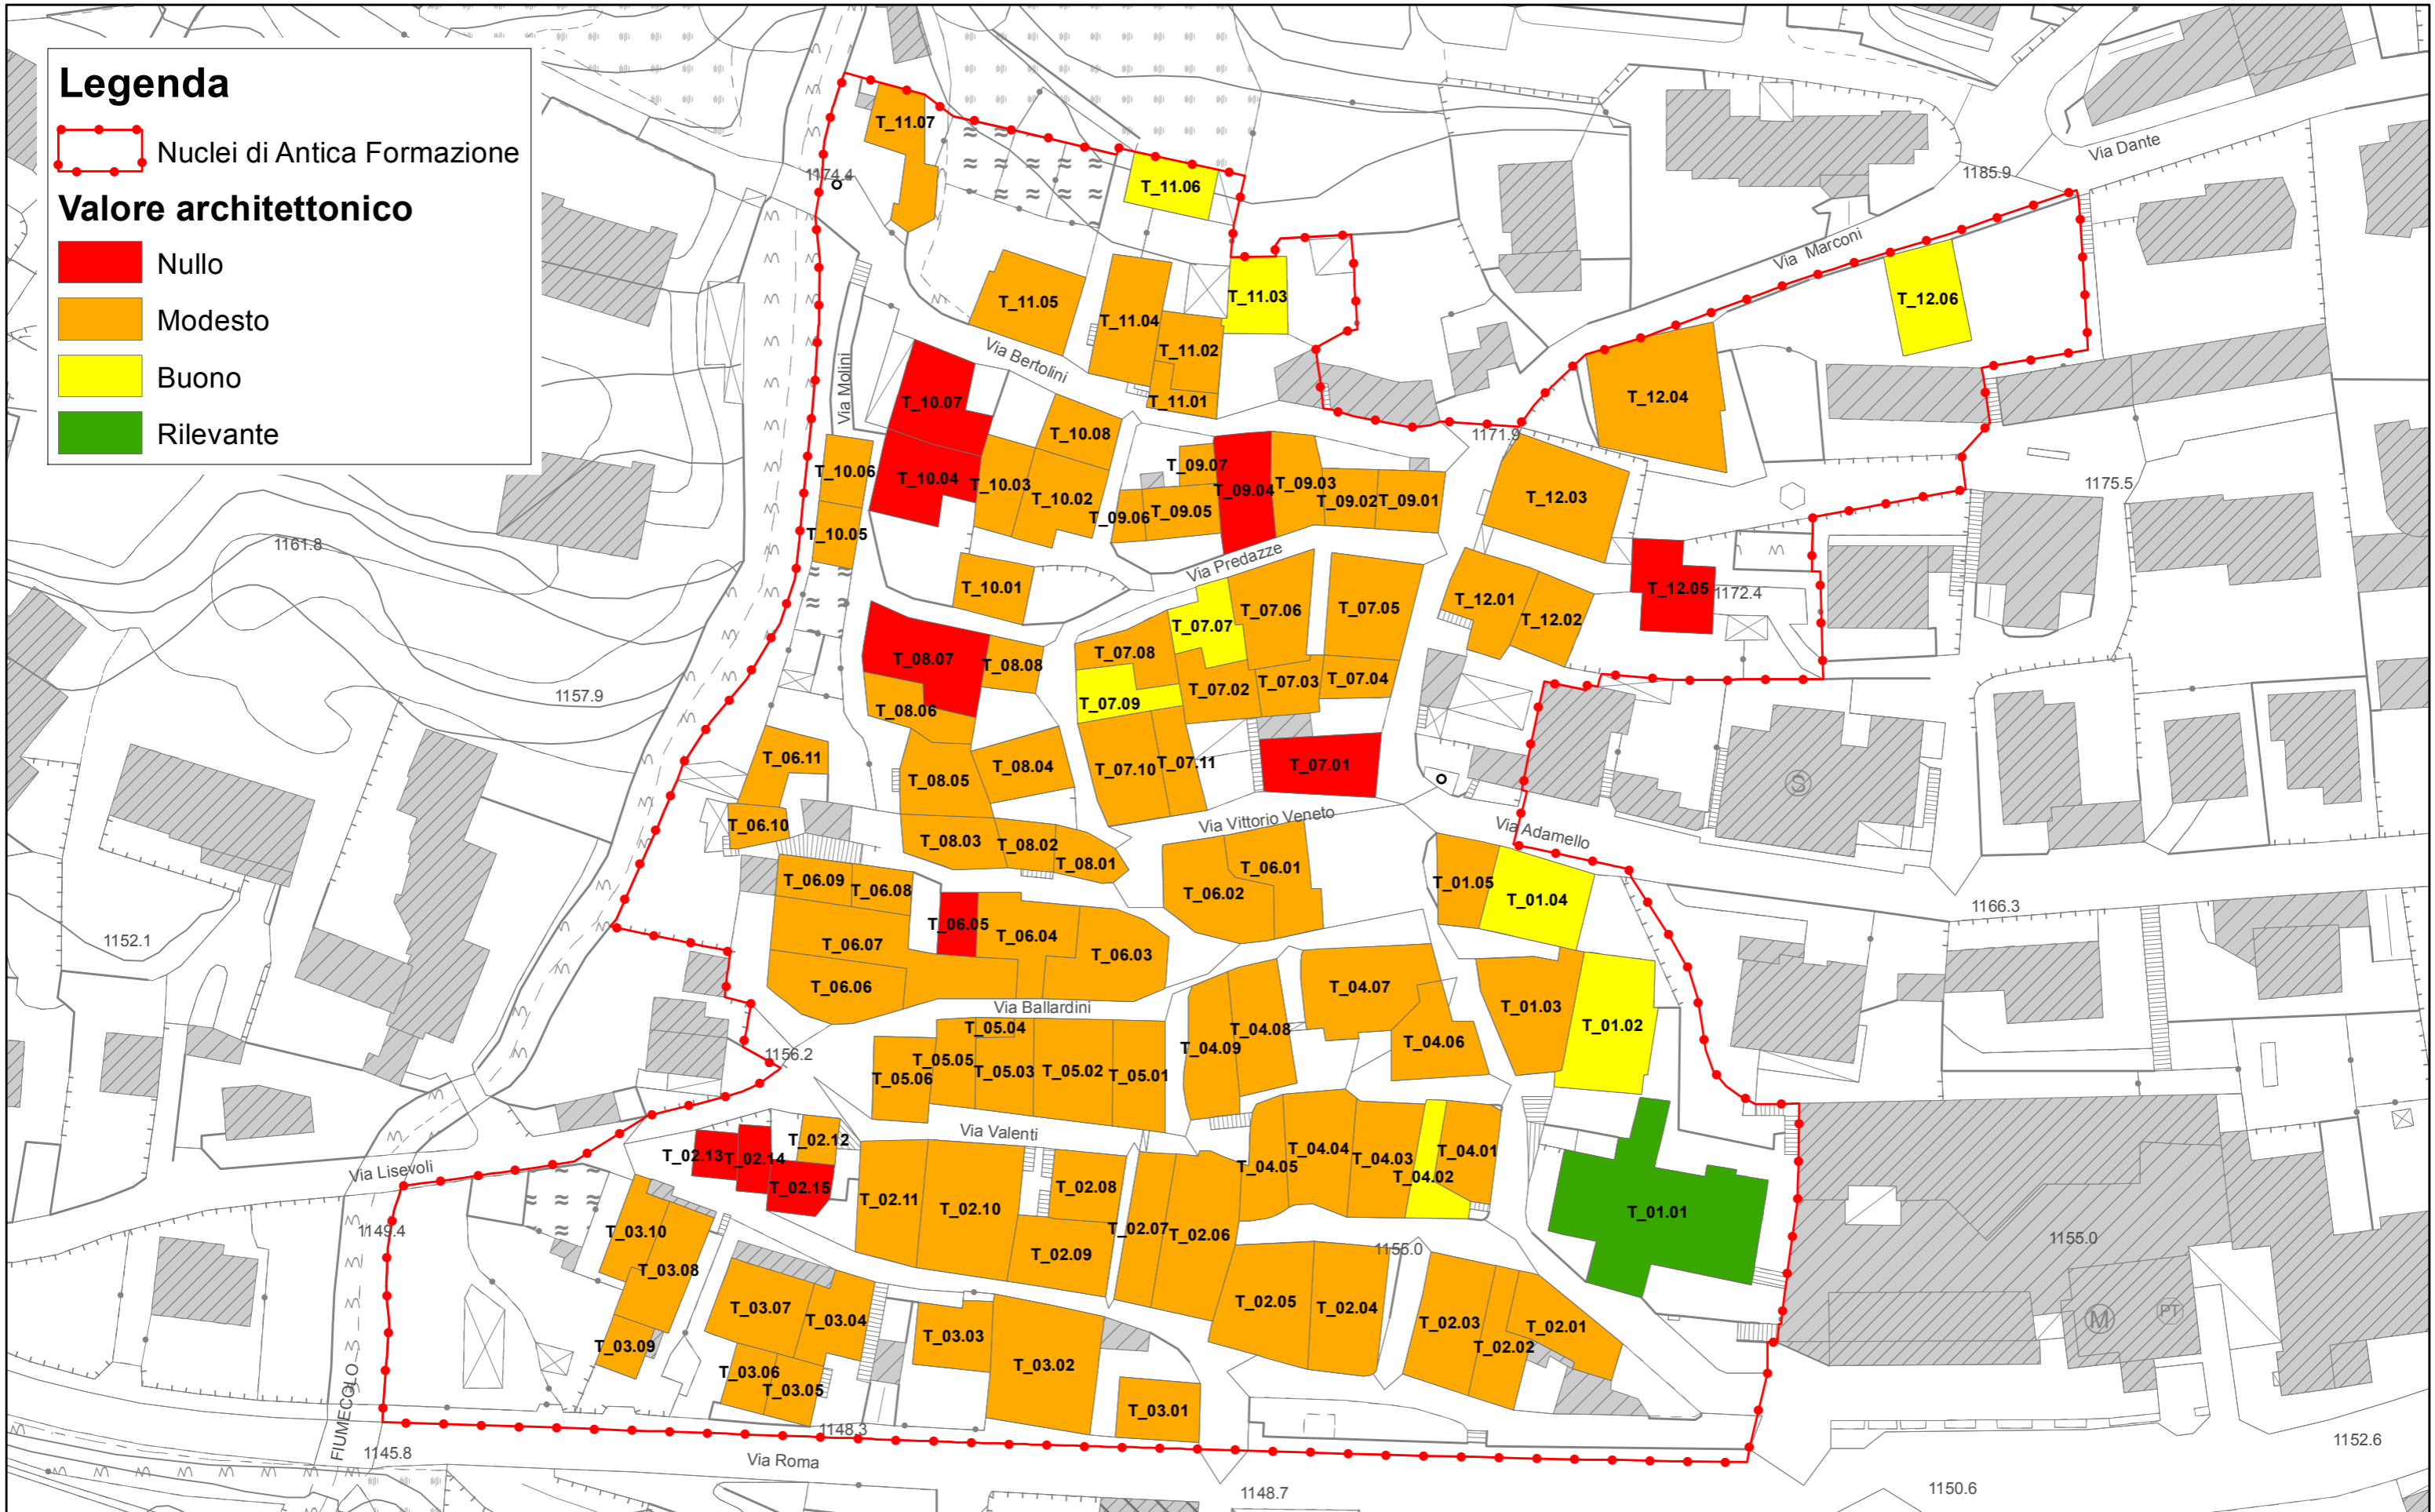 Legenda
Nuclei di Antica Formazione
Valore architettonico
Nullo
Modesto
Buono
Rilevante
T_11.07
1174.4
T_11.06
T_11.05
T_11.04
T_11.03
T_11.02
T_11.01
Via Bertolini
Via Molini
Via Dante
1185.9
Via Marconi
T_12.06
T_12.04
1171.9
T_12.03
1175.5
T_10.07
T_10.08
T_10.06
T_10.04
T_10.03
T_10.02
T_10.05
T_10.01
T_09.07
T_09.04
T_09.03
T_09.02
T_09.01
T_09.06
T_09.05
Via Predazze
1161.8
T_12.01
T_12.02
T_12.05
1172.4
T_07.07
T_07.06
T_07.05
T_07.08
T_07.09
T_07.02
T_07.03
T_07.04
T_07.10
T_07.11
T_07.01
T_08.07
T_08.08
T_08.06
T_08.05
T_08.04
T_08.03
T_08.02
T_08.01
1157.9
T_06.11
T_06.10
S
Via Vittorio Veneto
Via Adamello
T_06.01
T_06.02
T_06.09
T_06.08
T_06.05
T_06.04
T_06.03
T_06.07
T_06.06
T_01.05
T_01.04
1166.3
1152.1
Via Ballardini
T_04.07
T_04.08
T_04.09
T_04.06
T_01.03
T_01.02
1156.2
T_05.04
T_05.05
T_05.06
T_05.03
T_05.02
T_05.01
Via Valenti
T_02.12
T_02.13
T_02.14
T_02.15
Via Lisevoli
T_04.05
T_04.04
T_04.03
T_04.02
T_04.01
T_01.01
T_02.11
T_02.10
T_02.08
T_02.09
T_02.07
T_02.06
1149.4
T_03.10
T_03.08
T_03.09
T_03.07
T_03.04
T_03.06
T_03.05
T_03.03
T_03.02
T_03.01
T_02.05
T_02.04
1155.0
T_02.03
T_02.02
T_02.01
1155.0
M
PT
FIUMECOLO
1145.8
1148.3
Via Roma
1148.7
1150.6
1152.6